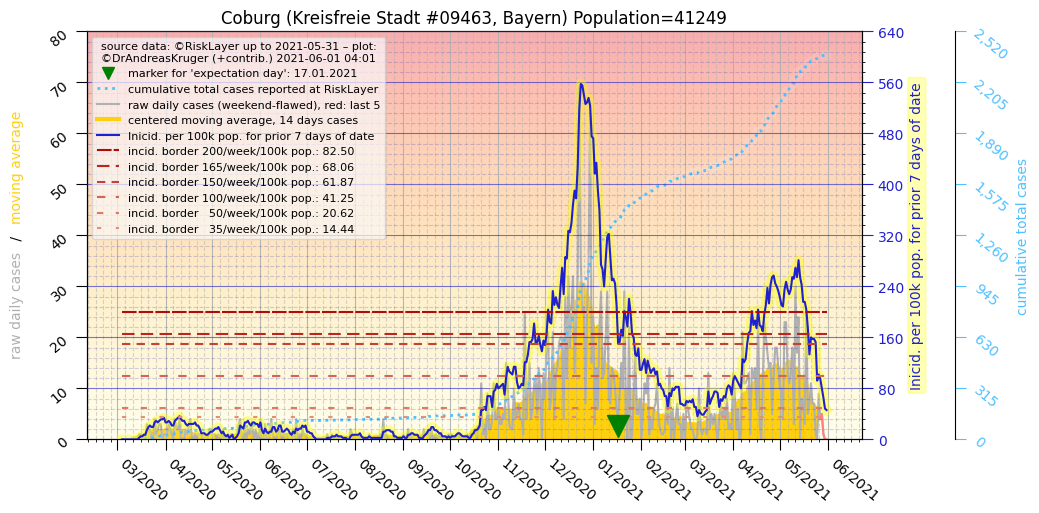 Coburg (Kreisfreie Stadt #09463, Bayern) Population=41249
source data: ©RiskLayer up to 2021-05-31 – plot:
©DrAndreasKruger (+contrib.) 2021-06-01 04:01
marker for 'expectation day': 17.01.2021
cumulative total cases reported at RiskLayer
raw daily cases (weekend-flawed), red: last 5
centered moving average, 14 days cases
Inicid. per 100k pop. for prior 7 days of date
incid. border 200/week/100k pop.: 82.50
incid. border 165/week/100k pop.: 68.06
incid. border 150/week/100k pop.: 61.87
incid. border 100/week/100k pop.: 41.25
incid. border 50/week/100k pop.: 20.62
incid. border 35/week/100k pop.: 14.44
raw daily cases / moving average
80
70
60
50
40
30
20
10
0
640
560
480
400
320
240
160
80
0
Inicid. per 100k pop. for prior 7 days of date
2,520
2,205
1,890
1,575
1,260
945
630
315
0
cumulative total cases
03/2020
04/2020
05/2020
06/2020
07/2020
08/2020
09/2020
10/2020
11/2020
12/2020
01/2021
02/2021
03/2021
04/2021
05/2021
06/2021